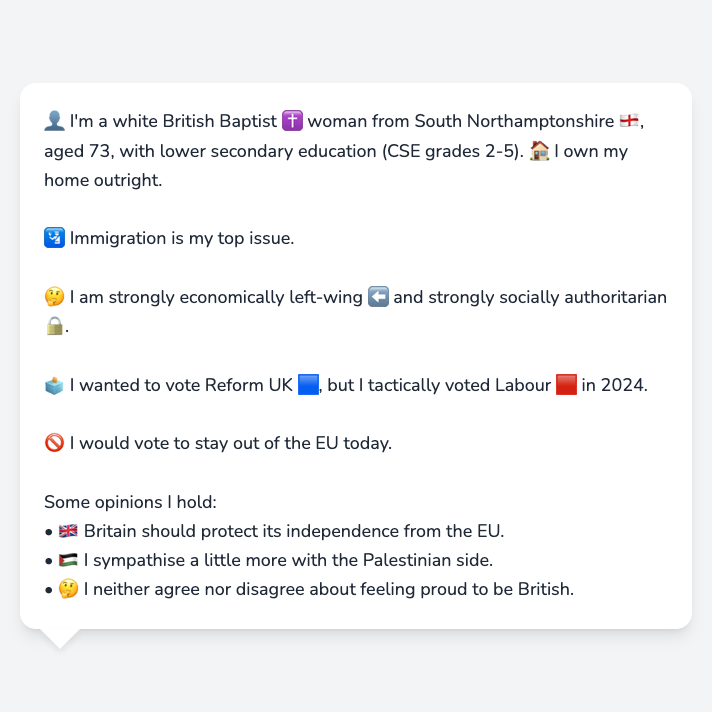 👤 I'm a white British Baptist ✝️ woman from South Northamptonshire 🏴󠁧󠁢󠁥󠁮󠁧󠁿,
aged 73, with lower secondary education (CSE grades 2-5). 🏠 I own my
home outright.
🛂 Immigration is my top issue.
🤔 I am strongly economically left-wing ⬅️ and strongly socially authoritarian
🔒.
🗳️ I wanted to vote Reform UK 🟦, but I tactically voted Labour 🟥 in 2024.
🚫 I would vote to stay out of the EU today.
Some opinions I hold:
• 🇬🇧 Britain should protect its independence from the EU.
• 🇵🇸 I sympathise a little more with the Palestinian side.
• 🤔 I neither agree nor disagree about feeling proud to be British.